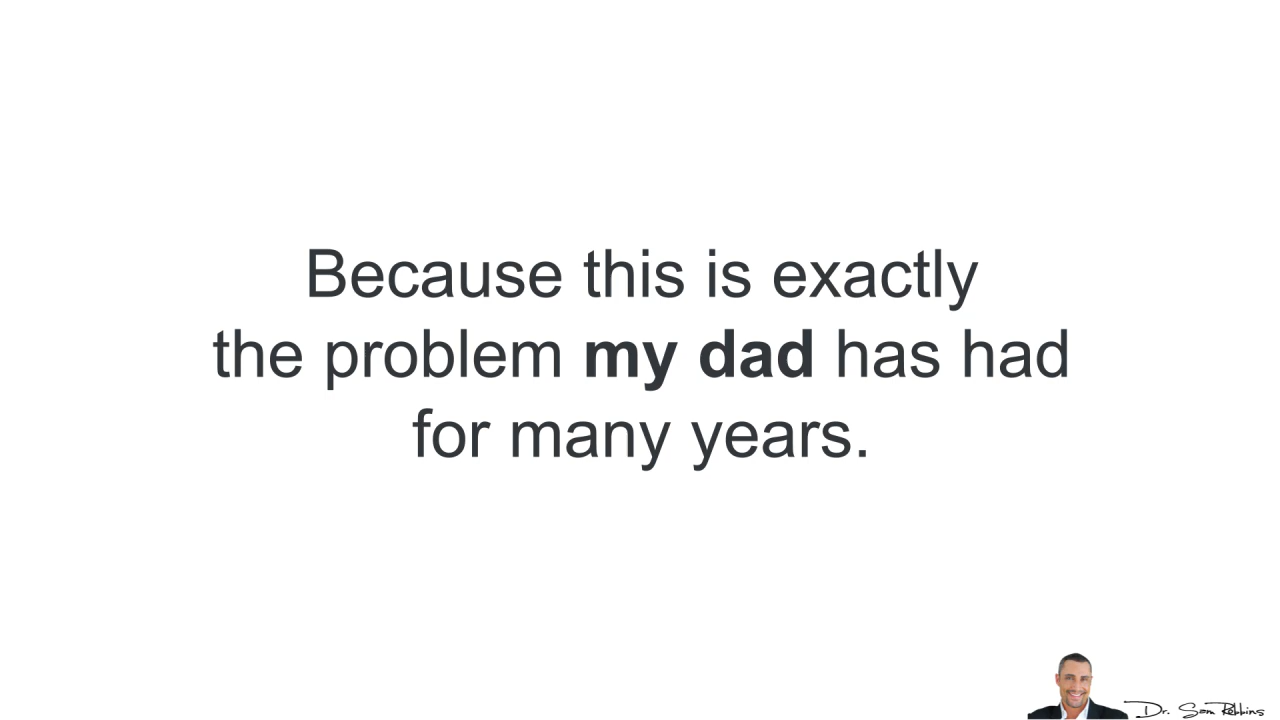 Because this is exactly
the problem my dad has had
for many years.
Dr. Sam Robbins